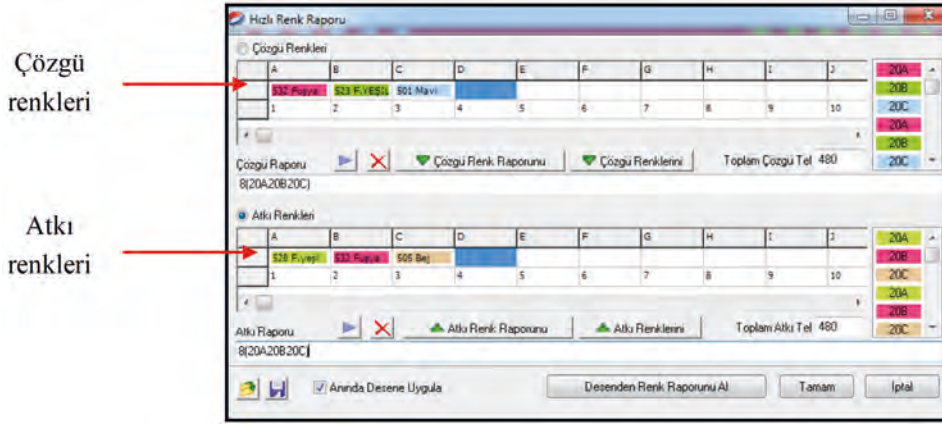 Hızlı Renk Raporu
Çözgü renkleri
Çözgü Renkleri
A B C D E F G H I J
532 Fuşya 523 F.YEŞİL 501 Mavi
1 2 3 4 5 6 7 8 9 10
20A
20B
20C
20A
20B
20C
Çözgü Raporu Çözgü Renk Raporunu Çözgü Renklerini Toplam Çözgü Tel 480
8(20A20B20C)
Atkı renkleri
Atkı Renkleri
A B C D E F G H I J
528 F.yeşil 532 Fuşya 505 Bej
1 2 3 4 5 6 7 8 9 10
20A
20B
20C
20A
20B
20C
Atkı Raporu Atkı Renk Raporunu Atkı Renklerini Toplam Atkı Tel 480
8(20A20B20C)
Anında Desene Uygula Desenden Renk Raporunu Al Tamam İptal